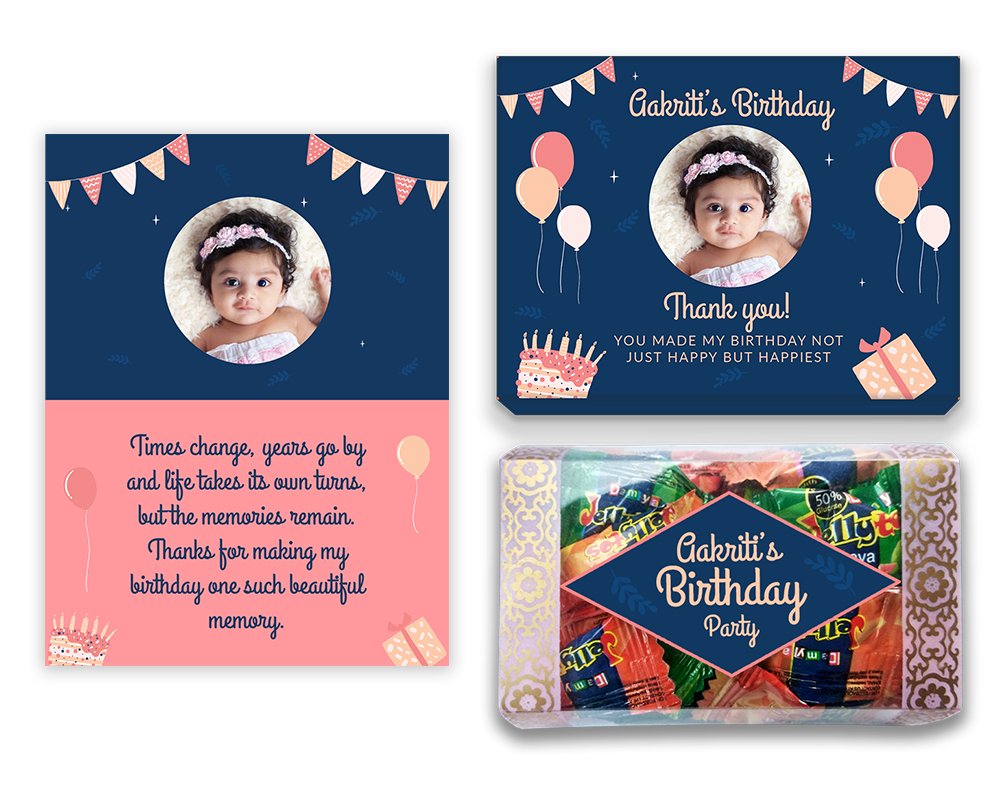 Times change, years go by
and life takes its own turns,
but the memories remain.
Thanks for making my
birthday one such beautiful
memory.
Aakriti's Birthday
Thank you!
YOU MADE MY BIRTHDAY NOT
JUST HAPPY BUT HAPPIEST
50%
Glucose
Aakriti's
Birthday
Party